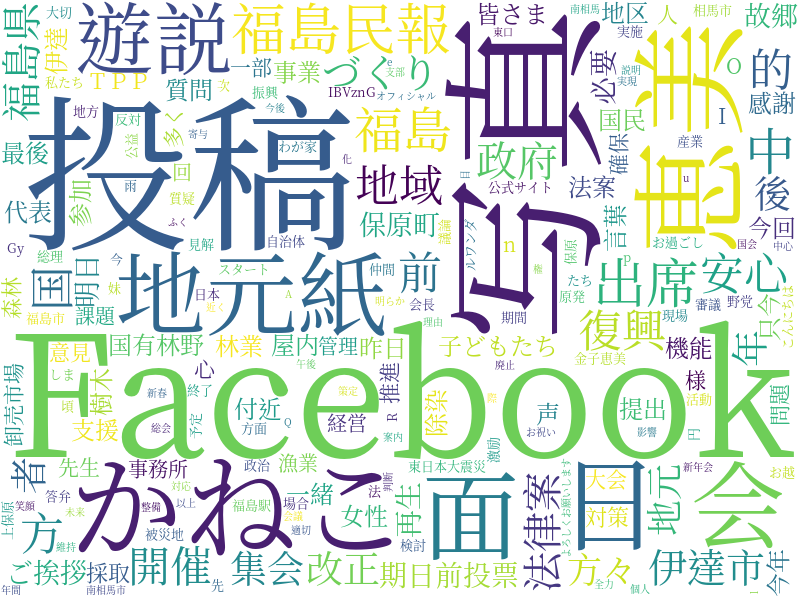 大切
伊達
遊説
福島民報
皆さま
地区
人
相馬市
故郷
福島県
私たち
TPP
一部
事業
づくり
質問
次
振興
IBVznG
オフィシャル
支部
東口
南相馬
実施
説明
実現
必要
美
O
的
感謝
地方
反対
多く
今後
福島
国民
I
投稿
写真
恵
最後
公益
寄与
わが家
化
政府
確保
産業
中
代表
参加
回
雨
質疑
地域
公式サイト
法案
u
後
今回
Gy
総理
ふく
見解
自治体
保原町
言葉
お過ごし
国会
中心
国
明日
地元紙
今
スタート
仲間
前
議論
ルワンダ
n
出席
保原
たち
p
安心
森林
妹
日本
A
会長
明らか
近く
権
原発
現場
審議
野党
只今
こんにちは
福島市
課題
理由
期間
復興
年
意見
国有林野
林業
屋内
管理
昨日
子どもたち
金子恵美
機能
Facebook
卸売市場
しま
頃
樹木
新春
終了
心
午後
策定
推進
廃止
様
問題
支援
総会
予定
付近
方面
Q
経営
R
案内
除染
激励
お祝い
声
提出
影響
活動
円
者
先生
事務所
政治
漁業
東日本大震災
法律案
大会
新年会
お越し
上保原
笑顔
答弁
対応
かねこ
福島駅
場合
緒
法
判断
面
日
対策
よろしくお願いします
地元
会
方
未来
整備
以上
会議
適切
女性
再生
維持
被災地
検討
方々
伊達市
今年
ご挨拶
採取
開催
集会
先
改正
期日前投票
全力
個人
年間
南相馬市